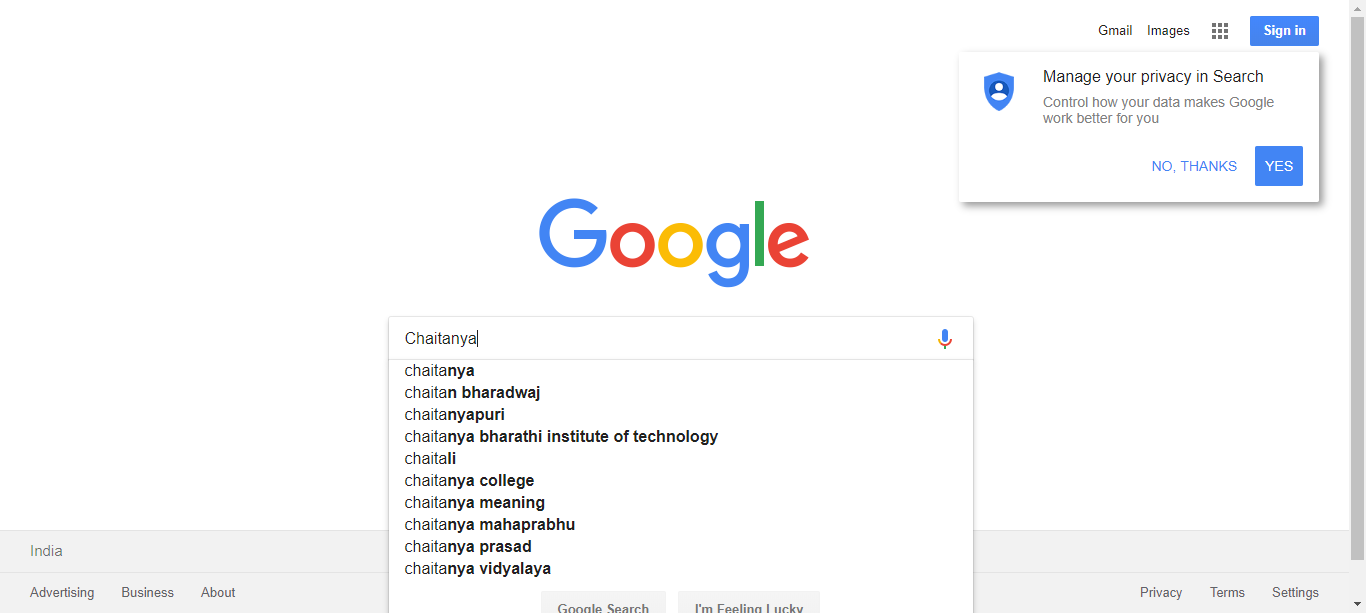 Gmail Images Sign in
Manage your privacy in Search
Control how your data makes Google
work better for you
NO, THANKS YES
Google
Chaitanya
chaitanya
chaitan bharadwaj
chaitanyapuri
chaitanya bharathi institute of technology
chaitali
chaitanya college
chaitanya meaning
chaitanya mahaprabhu
chaitanya prasad
chaitanya vidyalaya
Google Search I'm Feeling Lucky
India
Advertising Business About Privacy Terms Settings